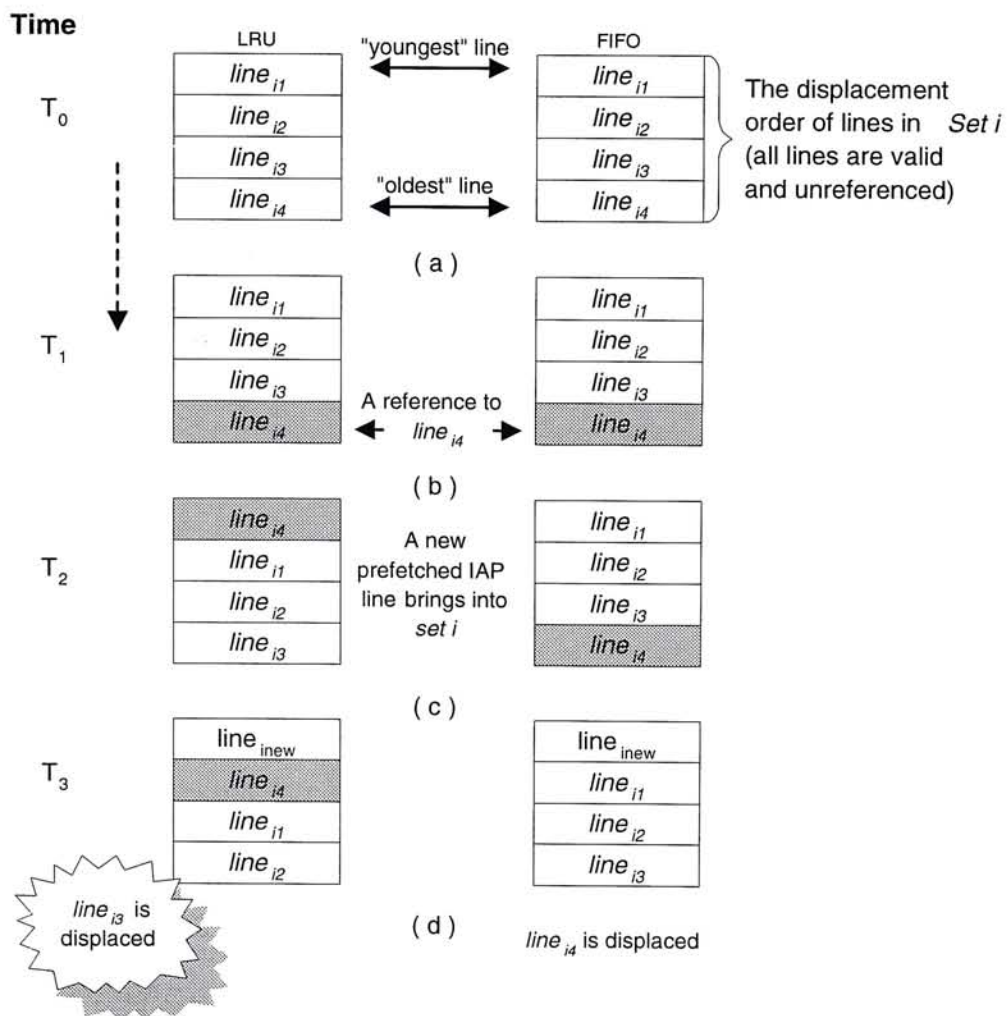 Time
LRU
"youngest" line
FIFO
T0
line i1
line i2
line i3
line i4
"oldest" line
line i1
line i2
line i3
line i4
The displacement
order of lines in Set i
(all lines are valid
and unreferenced)
( a )
T1
line i1
line i2
line i3
line i4
A reference to
line i4
line i1
line i2
line i3
line i4
( b )
T2
line i4
line i1
line i2
line i3
A new
prefetched IAP
line brings into
set i
line i1
line i2
line i3
line i4
( c )
T3
line inew
line i4
line i1
line i2
line inew
line i1
line i2
line i3
line i3 is
displaced
( d )
line i4 is displaced